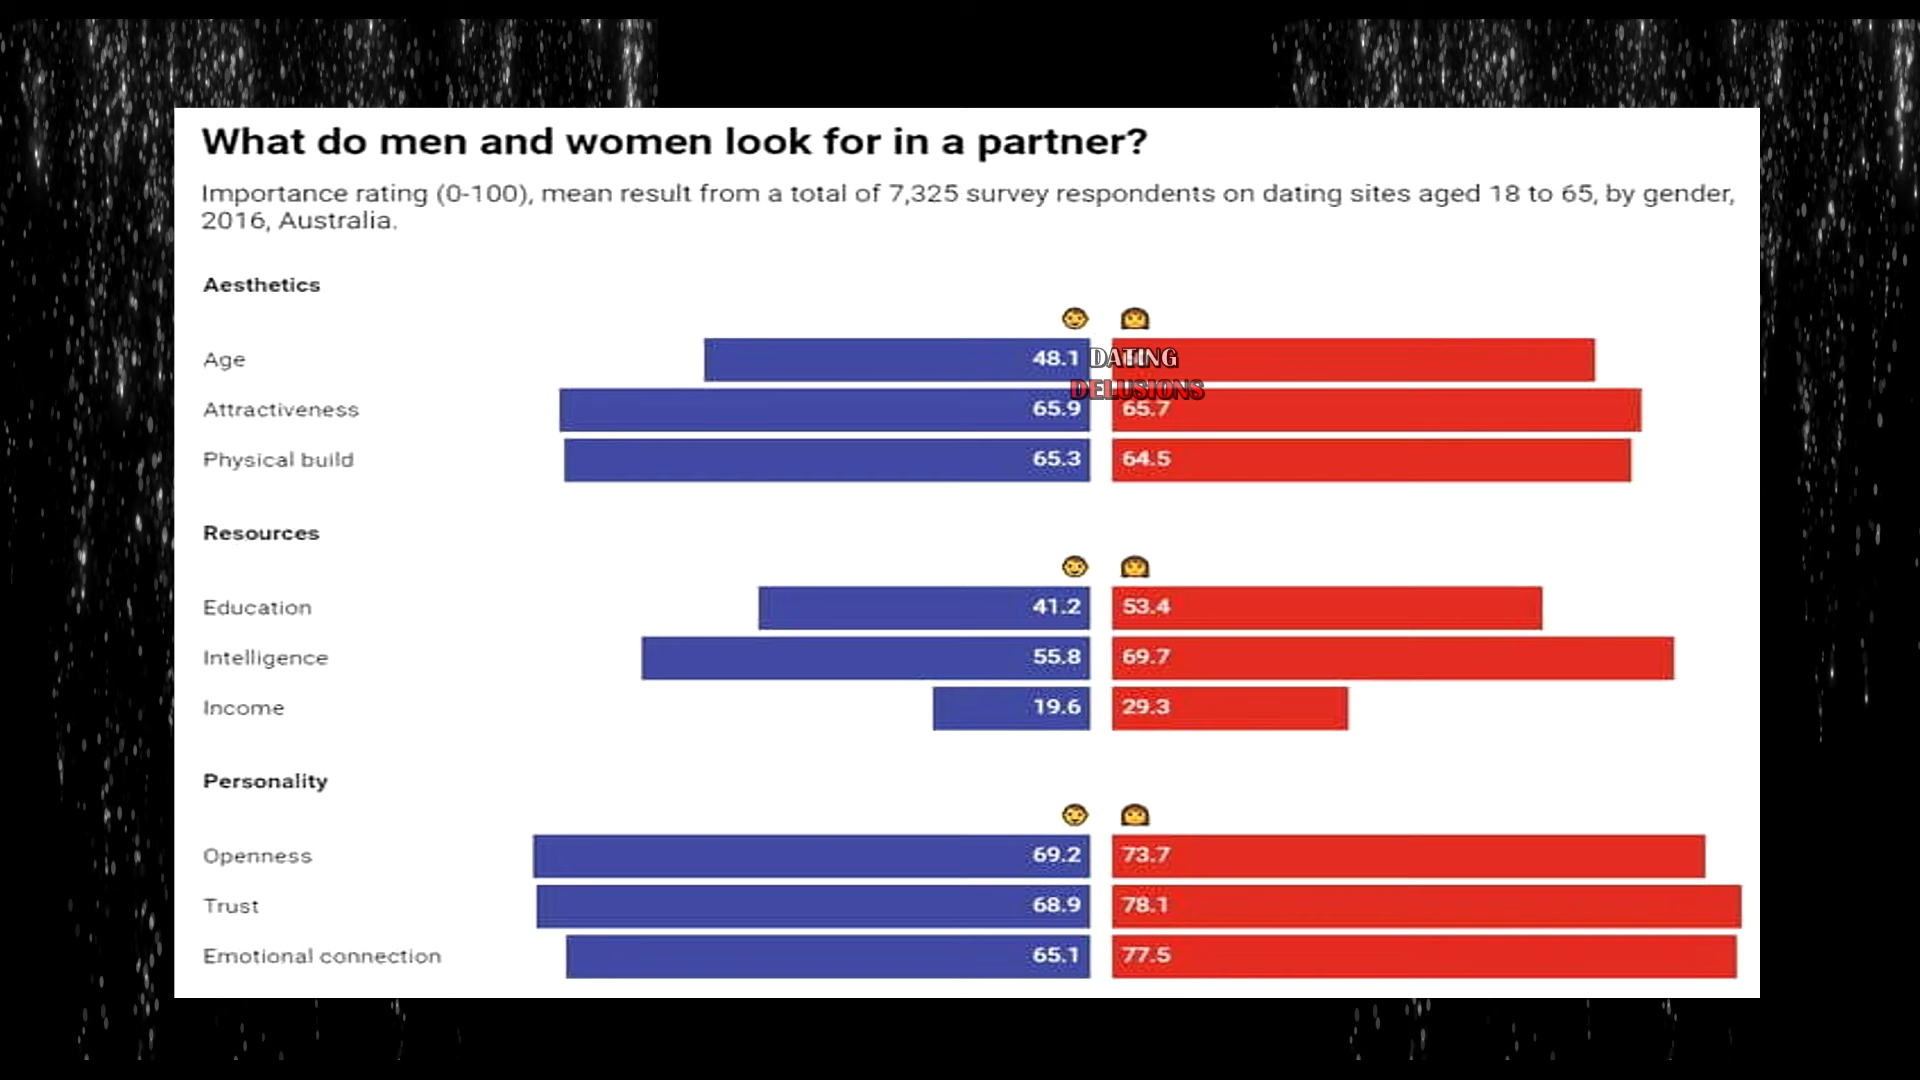 What do men and women look for in a partner?
Importance rating (0-100), mean result from a total of 7,325 survey respondents on dating sites aged 18 to 65, by gender,
2016, Australia.
Aesthetics
Age 48.1
DATING
DELUSIONS
Attractiveness 65.9 65.7
Physical build 65.3 64.5
Resources
Education 41.2 53.4
Intelligence 55.8 69.7
Income 19.6 29.3
Personality
Openness 69.2 73.7
Trust 68.9 78.1
Emotional connection 65.1 77.5